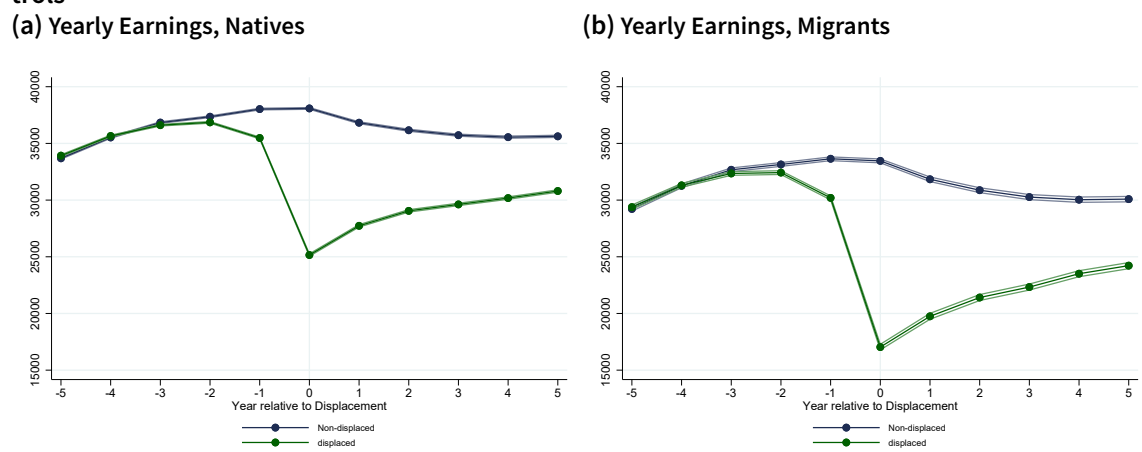 trols
(a) Yearly Earnings, Natives
(b) Yearly Earnings, Migrants
40000
35000
30000
25000
20000
15000
-5 -4 -3 -2 -1 0 1 2 3 4 5
Year relative to Displacement
Non-displaced
displaced
40000
35000
30000
25000
20000
15000
-5 -4 -3 -2 -1 0 1 2 3 4 5
Year relative to Displacement
Non-displaced
displaced